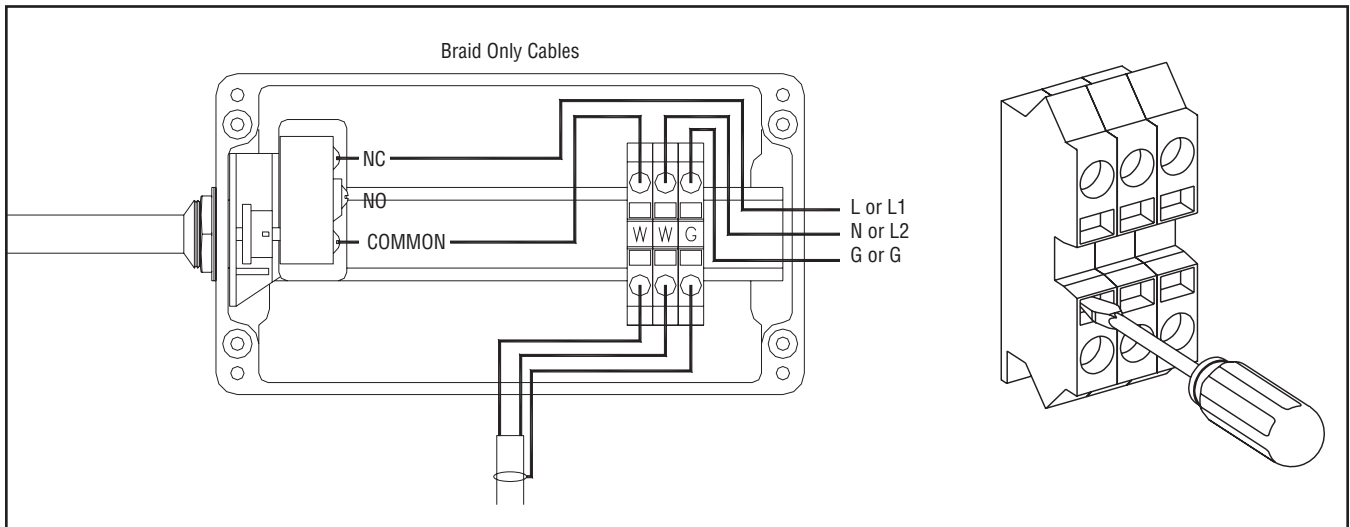 Braid Only Cables
NC
NO
COMMON
W W G
L or L1
N or L2
G or G